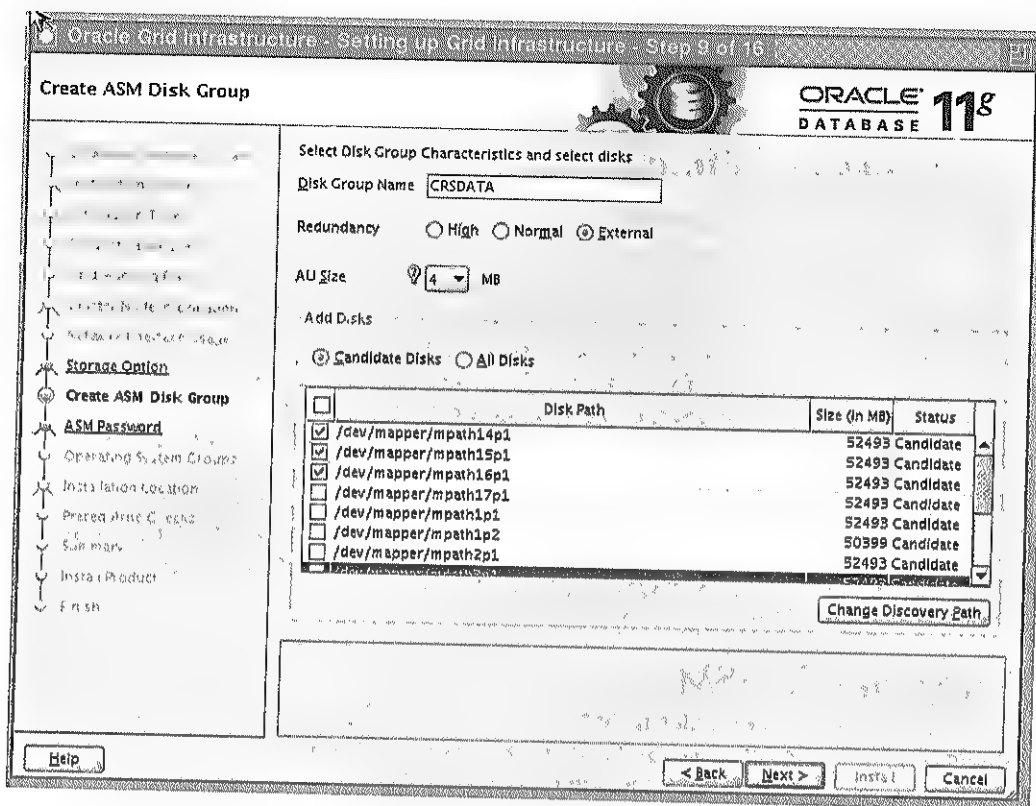 Oracle Grid Infrastructure - Setting up Grid Infrastructure - Step 9 of 16
Create ASM Disk Group
ORACLE
DATABASE
11g
Storage Option
Create ASM Disk Group
ASM Password
Operating System Groups
Installation Location
Prereq
Summary
Install Product
Finish
Select Disk Group Characteristics and select disks
Disk Group Name CRSDATA
Redundancy High Normal External
AU Size 4 MB
Add Disks
Candidate Disks All Disks
Disk Path Size (in MB) Status
/dev/mapper/mpath14p1 52493 Candidate
/dev/mapper/mpath15p1 52493 Candidate
/dev/mapper/mpath16p1 52493 Candidate
/dev/mapper/mpath17p1 52493 Candidate
/dev/mapper/mpath1p1 52493 Candidate
/dev/mapper/mpath1p2 50399 Candidate
/dev/mapper/mpath2p1 52493 Candidate
Change Discovery Path
Help
< Back Next > Install Cancel